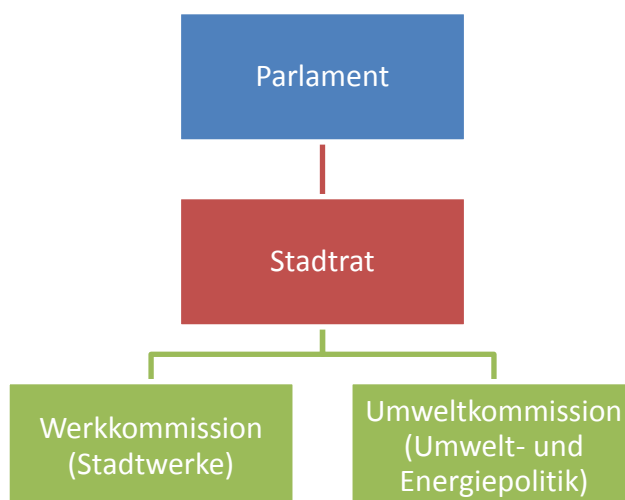 Parlament
Stadtrat
Werkkommission
(Stadtwerke)
Umweltkommission
(Umwelt- und
Energiepolitik)